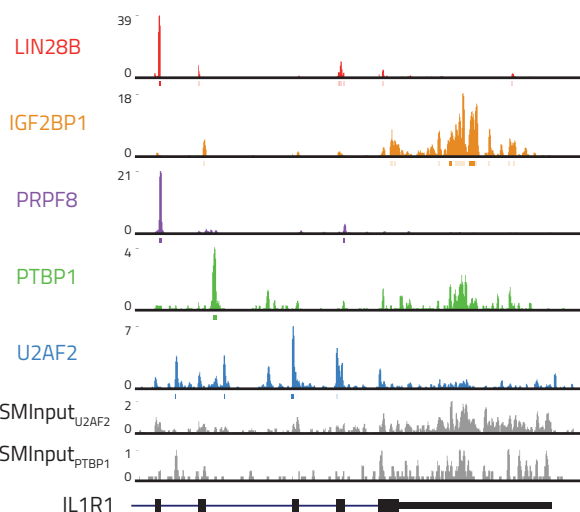 39
LIN28B
0
18
IGF2BP1
0
21
PRPF8
0
4
PTBP1
0
7
U2AF2
0
2
SMInputU2AF2
0
1
SMInputPTBP1
0
IL1R1